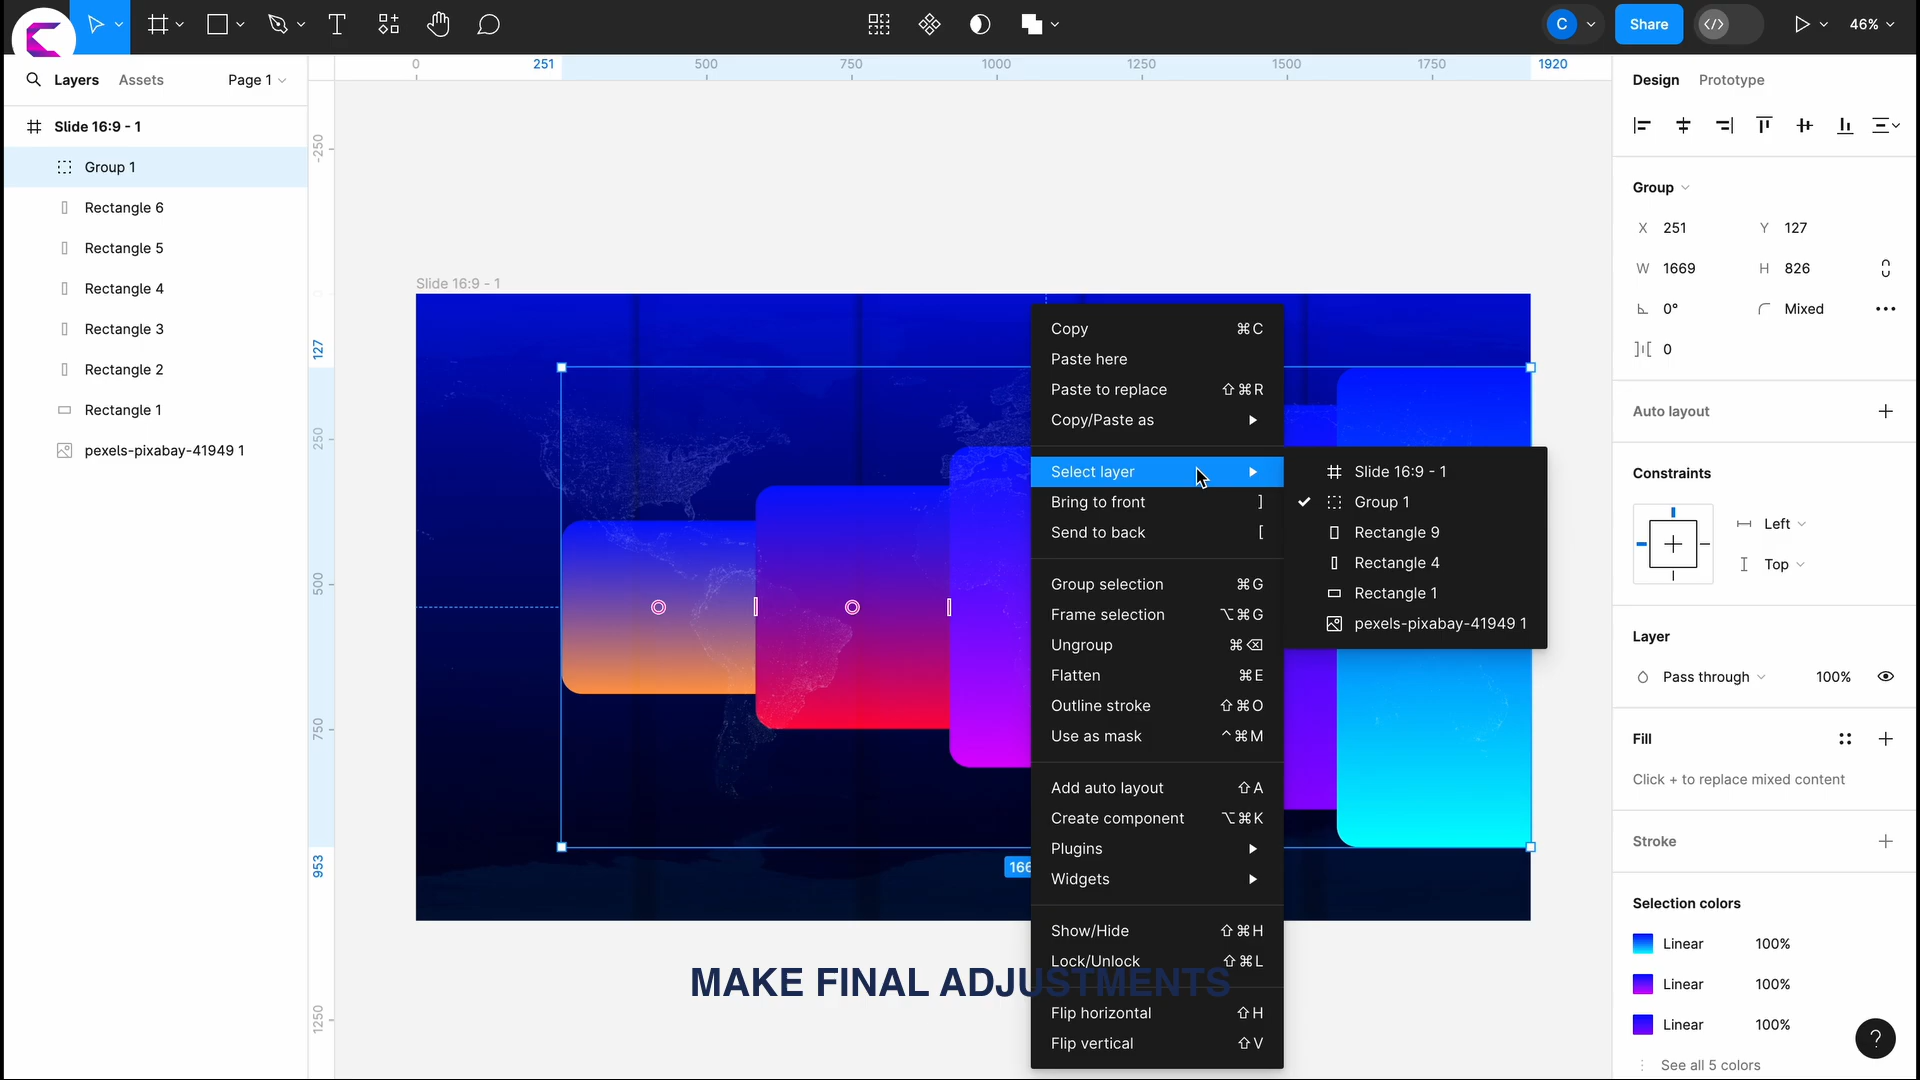 C
Share
46%
Layers
Assets
Page 1
0
251
500
750
1000
1250
1500
1750
1920
Design
Prototype
Slide 16:9 - 1
Group 1
Rectangle 6
Rectangle 5
Rectangle 4
Rectangle 3
Rectangle 2
Rectangle 1
pexels-pixabay-41949 1
-250
0
127
250
500
750
953
1250
Slide 16:9 - 1
166
Copy ⌘C
Paste here
Paste to replace ⇧⌘R
Copy/Paste as
Select layer
Bring to front ]
Send to back [
Group selection ⌘G
Frame selection ⌥⌘G
Ungroup ⌘⌫
Flatten ⌘E
Outline stroke ⇧⌘O
Use as mask ^⌘M
Add auto layout ⇧A
Create component ⌥⌘K
Plugins
Widgets
Show/Hide ⇧⌘H
Lock/Unlock ⇧⌘L
Flip horizontal ⇧H
Flip vertical ⇧V
Slide 16:9 - 1
Group 1
Rectangle 9
Rectangle 4
Rectangle 1
pexels-pixabay-41949 1
MAKE FINAL ADJUSTMENTS
Group
X 251 Y 127
W 1669 H 826
0° Mixed
0
Auto layout
Constraints
Left
Top
Layer
Pass through 100%
Fill
Click + to replace mixed content
Stroke
Selection colors
Linear 100%
Linear 100%
Linear 100%
See all 5 colors
?